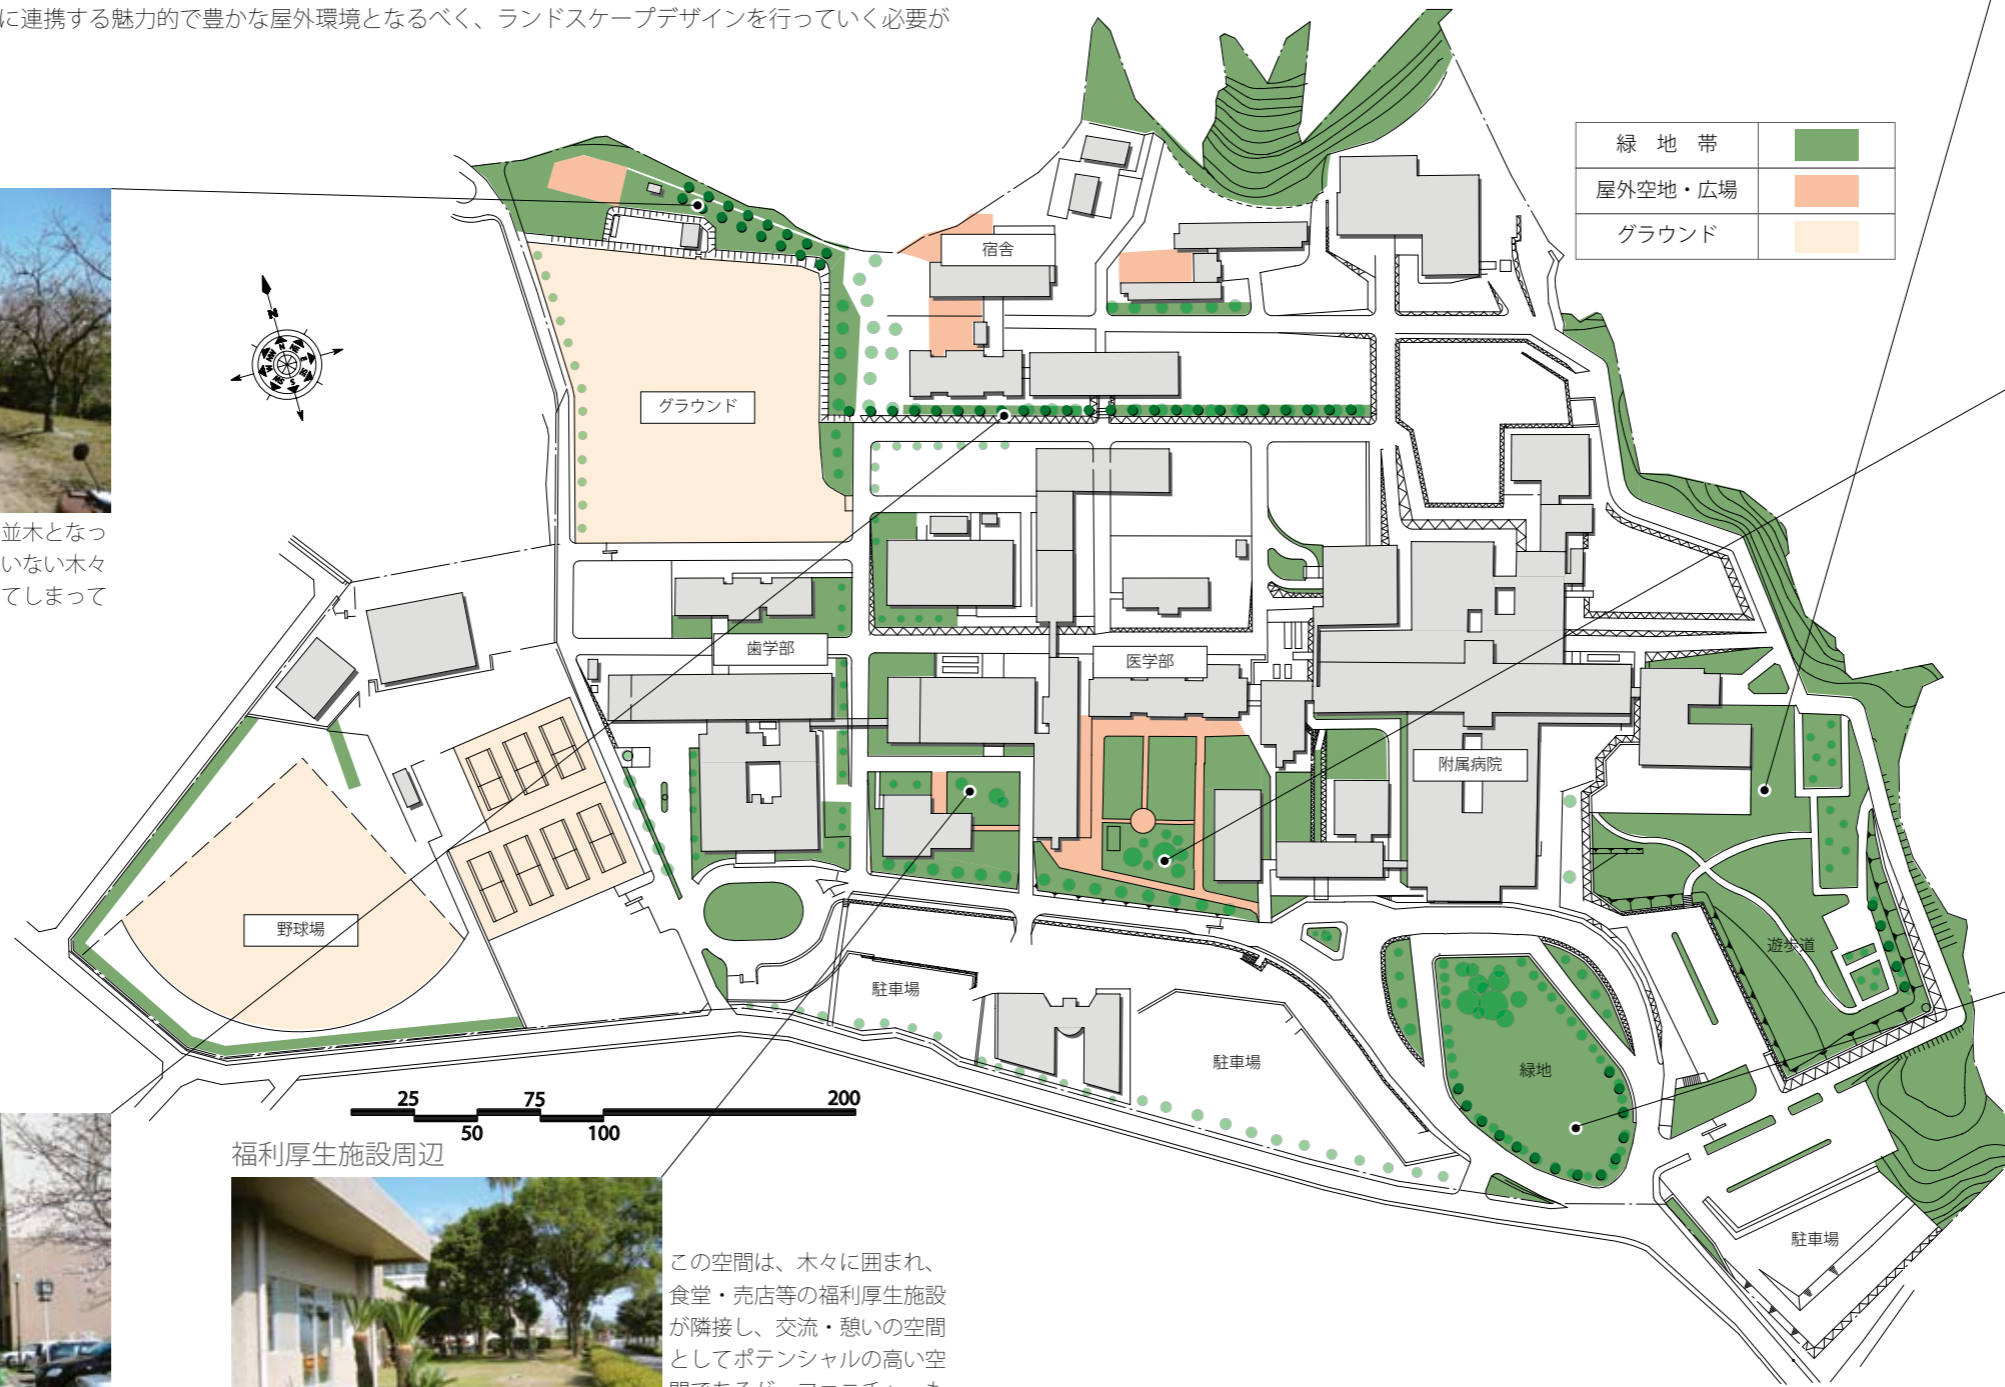 に連携する魅力的で豊かな屋外環境となるべく、ランドスケープデザインを行っていく必要が
緑 地 帯
屋外空地・広場
グラウンド
宿舎
グラウンド
N
N
NE
E
SE
S
SW
W
NW
並木となっ
いない木々
てしまって
歯学部
医学部
附属病院
野球場
遊歩道
駐車場
駐車場
緑地
駐車場
25 75 200
50 100
福利厚生施設周辺
この空間は、木々に囲まれ、
食堂・売店等の福利厚生施設
が隣接し、交流・憩いの空間
としてポテンシャルの高い空